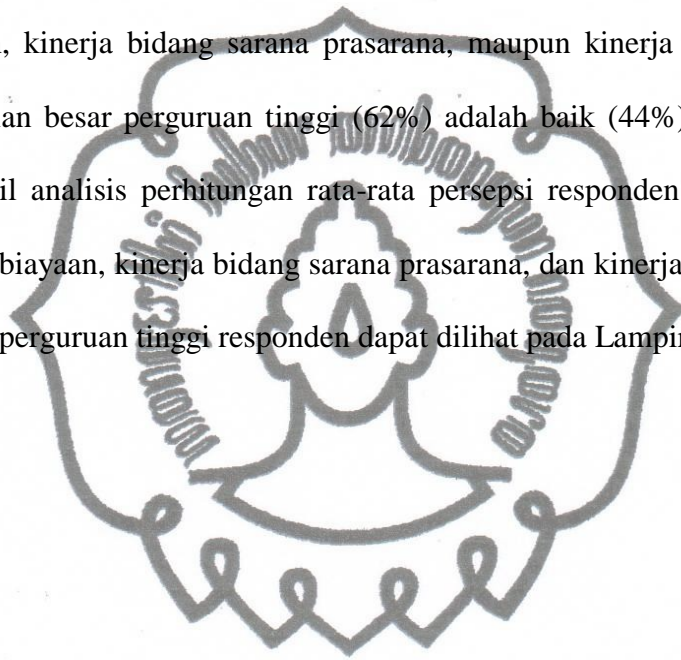 , kinerja bidang sarana prasarana, maupun kinerja
an besar perguruan tinggi (62%) adalah baik (44%)
il analisis perhitungan rata-rata persepsi responden
biayaan, kinerja bidang sarana prasarana, dan kinerja
perguruan tinggi responden dapat dilihat pada Lampir